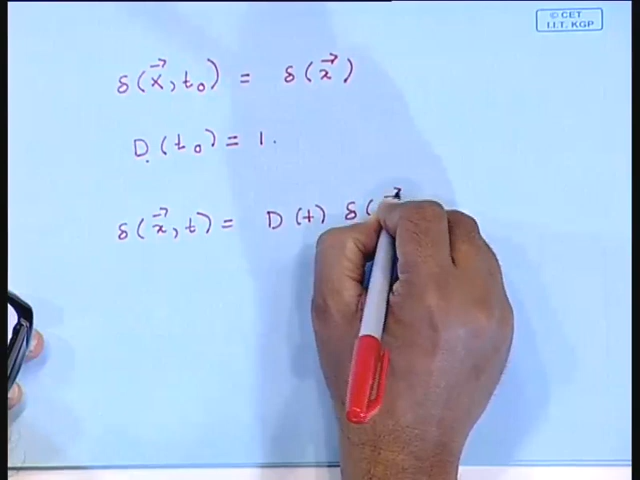 © CET
I.I.T. KGP
δ(x⃗, t₀) = δ(x⃗)
D(t₀) = 1.
δ(x⃗, t) = D(t) δ(